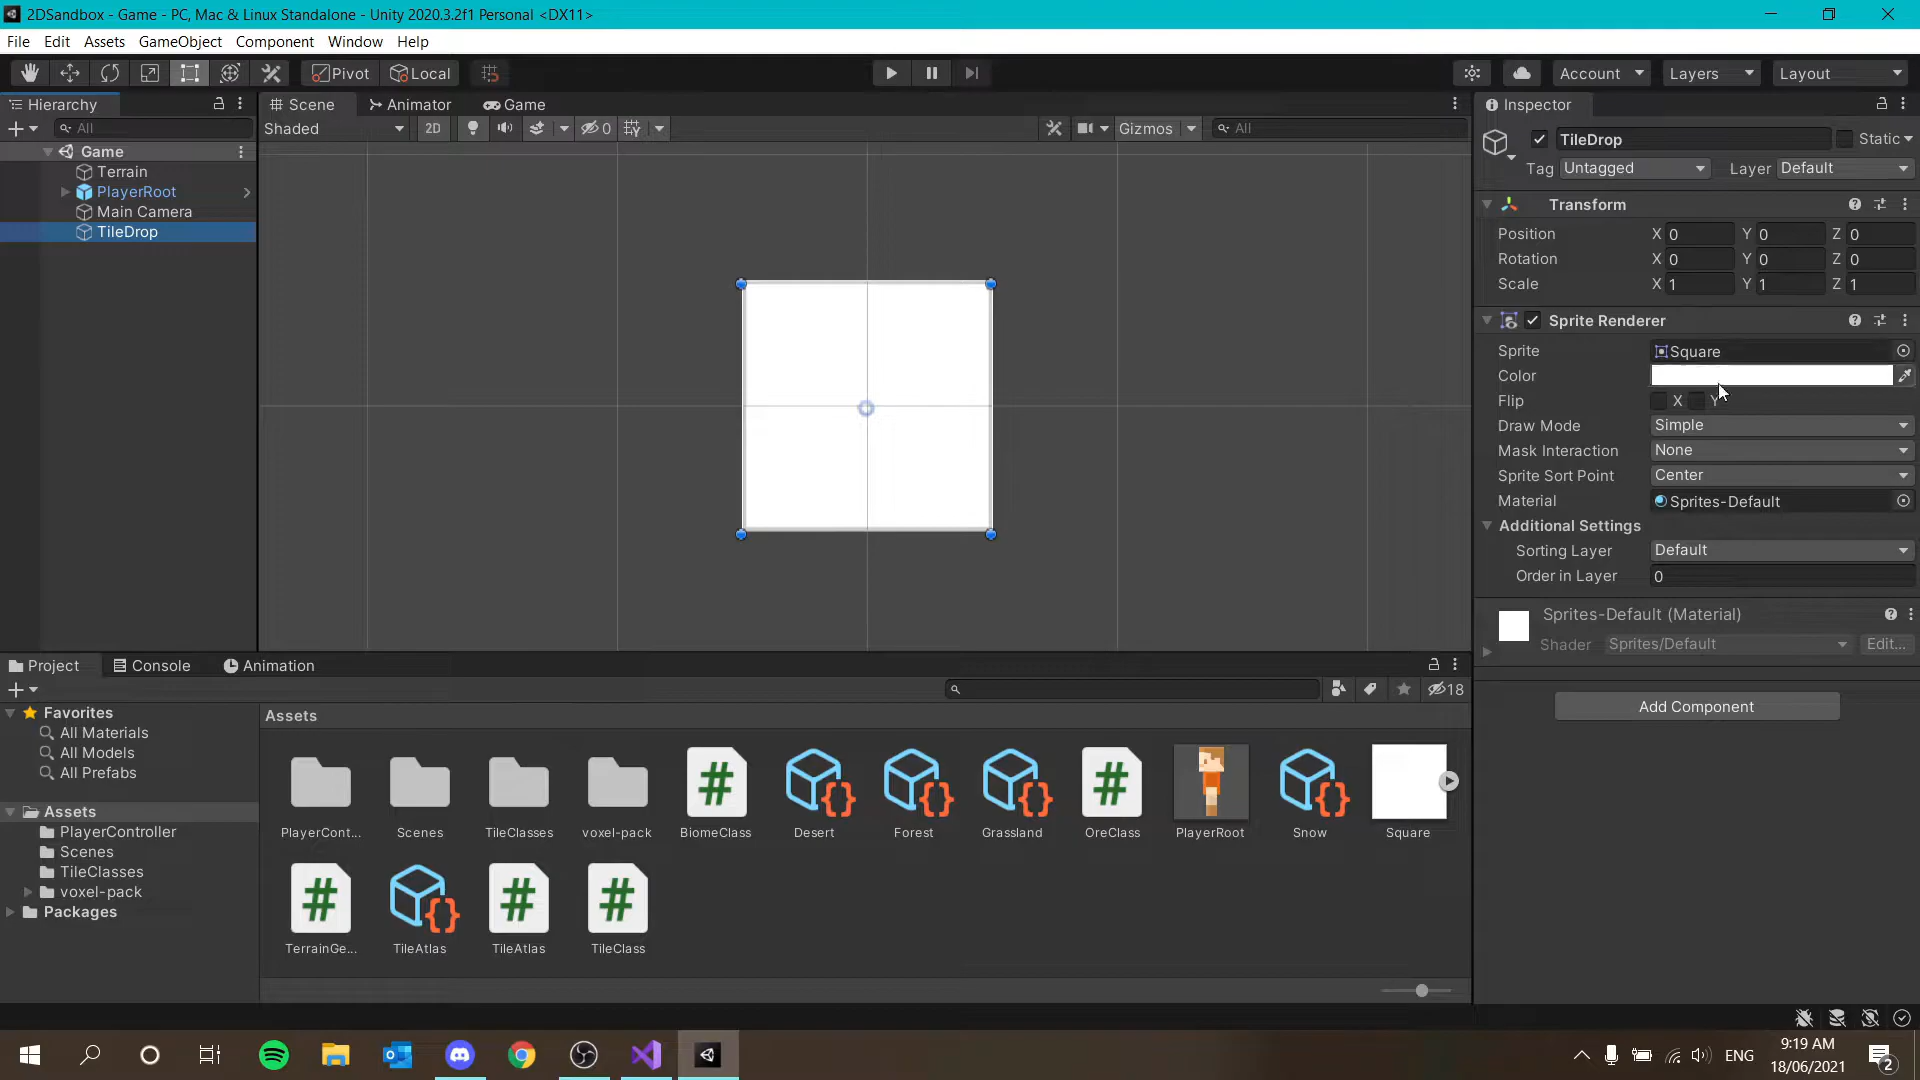 2DSandbox - Game - PC, Mac & Linux Standalone - Unity 2020.3.2f1 Personal <DX11>
File Edit Assets GameObject Component Window Help
Pivot Local Account Layers Layout
Hierarchy Scene Animator Game Inspector
All Shaded 2D 0 Gizmos All
TileDrop Static
Tag Untagged Layer Default
Game
Terrain
PlayerRoot
Main Camera
TileDrop
Transform
Position X 0 Y 0 Z 0
Rotation X 0 Y 0 Z 0
Scale X 1 Y 1 Z 1
Sprite Renderer
Sprite Square
Color
Flip X Y
Draw Mode Simple
Mask Interaction None
Sprite Sort Point Center
Material Sprites-Default
Additional Settings
Sorting Layer Default
Order in Layer 0
Sprites-Default (Material)
Shader Sprites/Default Edit...
Add Component
Project Console Animation
18
Favorites
All Materials
All Models
All Prefabs
Assets
PlayerController
Scenes
TileClasses
voxel-pack
Packages
Assets
PlayerCont... Scenes TileClasses voxel-pack BiomeClass Desert Forest Grassland OreClass PlayerRoot Snow Square
TerrainGe... TileAtlas TileAtlas TileClass
ENG
9:19 AM
18/06/2021
2